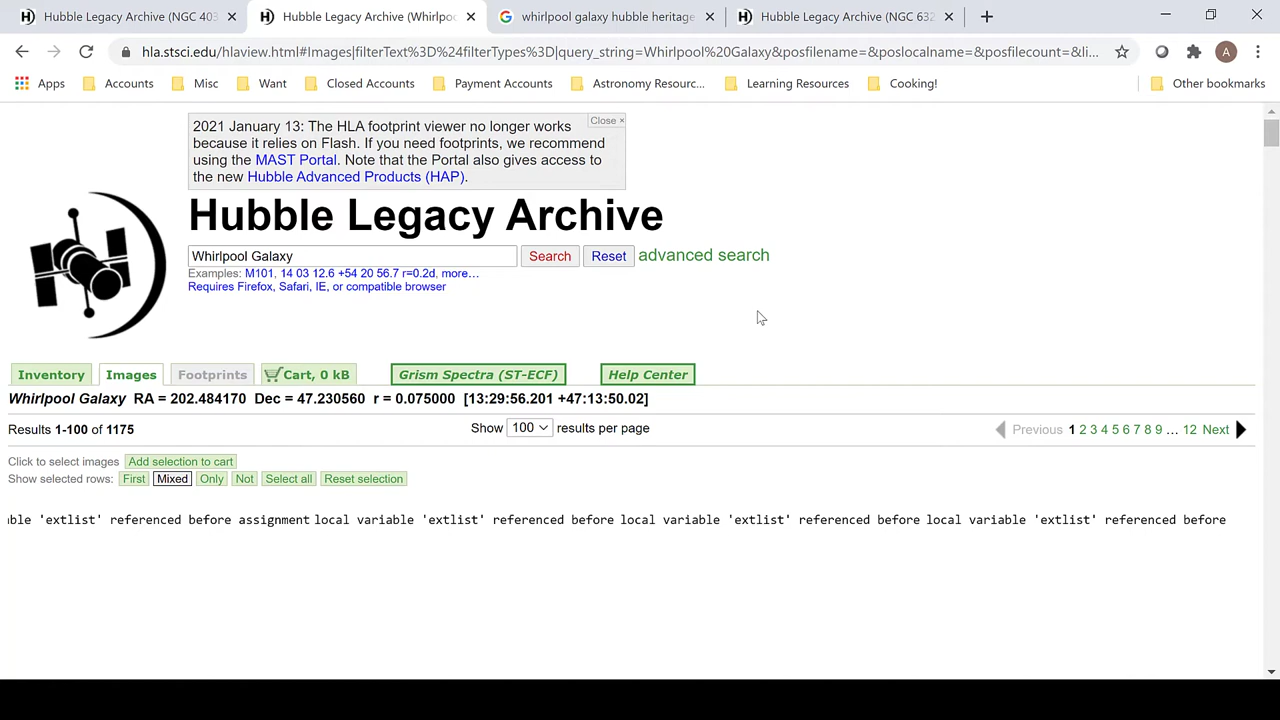 Hubble Legacy Archive (NGC 403
Hubble Legacy Archive (Whirlpo
whirlpool galaxy hubble heritage
Hubble Legacy Archive (NGC 632
hla.stsci.edu/hlaview.html#Images|filterText%3D%24filterTypes%3D|query_string=Whirlpool%20Galaxy&posfilename=&poslocalname=&posfilecount=&li...
A
Apps
Accounts
Misc
Want
Closed Accounts
Payment Accounts
Astronomy Resourc...
Learning Resources
Cooking!
Other bookmarks
2021 January 13: The HLA footprint viewer no longer works
because it relies on Flash. If you need footprints, we recommend
using the MAST Portal. Note that the Portal also gives access to
the new Hubble Advanced Products (HAP).
Close ×
Hubble Legacy Archive
Whirlpool Galaxy
Search
Reset
advanced search
Examples: M101, 14 03 12.6 +54 20 56.7 r=0.2d, more...
Requires Firefox, Safari, IE, or compatible browser
Inventory
Images
Footprints
Cart, 0 kB
Grism Spectra (ST-ECF)
Help Center
Whirlpool Galaxy RA = 202.484170 Dec = 47.230560 r = 0.075000 [13:29:56.201 +47:13:50.02]
Results 1-100 of 1175
Show 100 results per page
Previous 1 2 3 4 5 6 7 8 9 ... 12 Next
Click to select images Add selection to cart
Show selected rows: First Mixed Only Not Select all Reset selection
ble 'extlist' referenced before assignment local variable 'extlist' referenced before local variable 'extlist' referenced before local variable 'extlist' referenced before